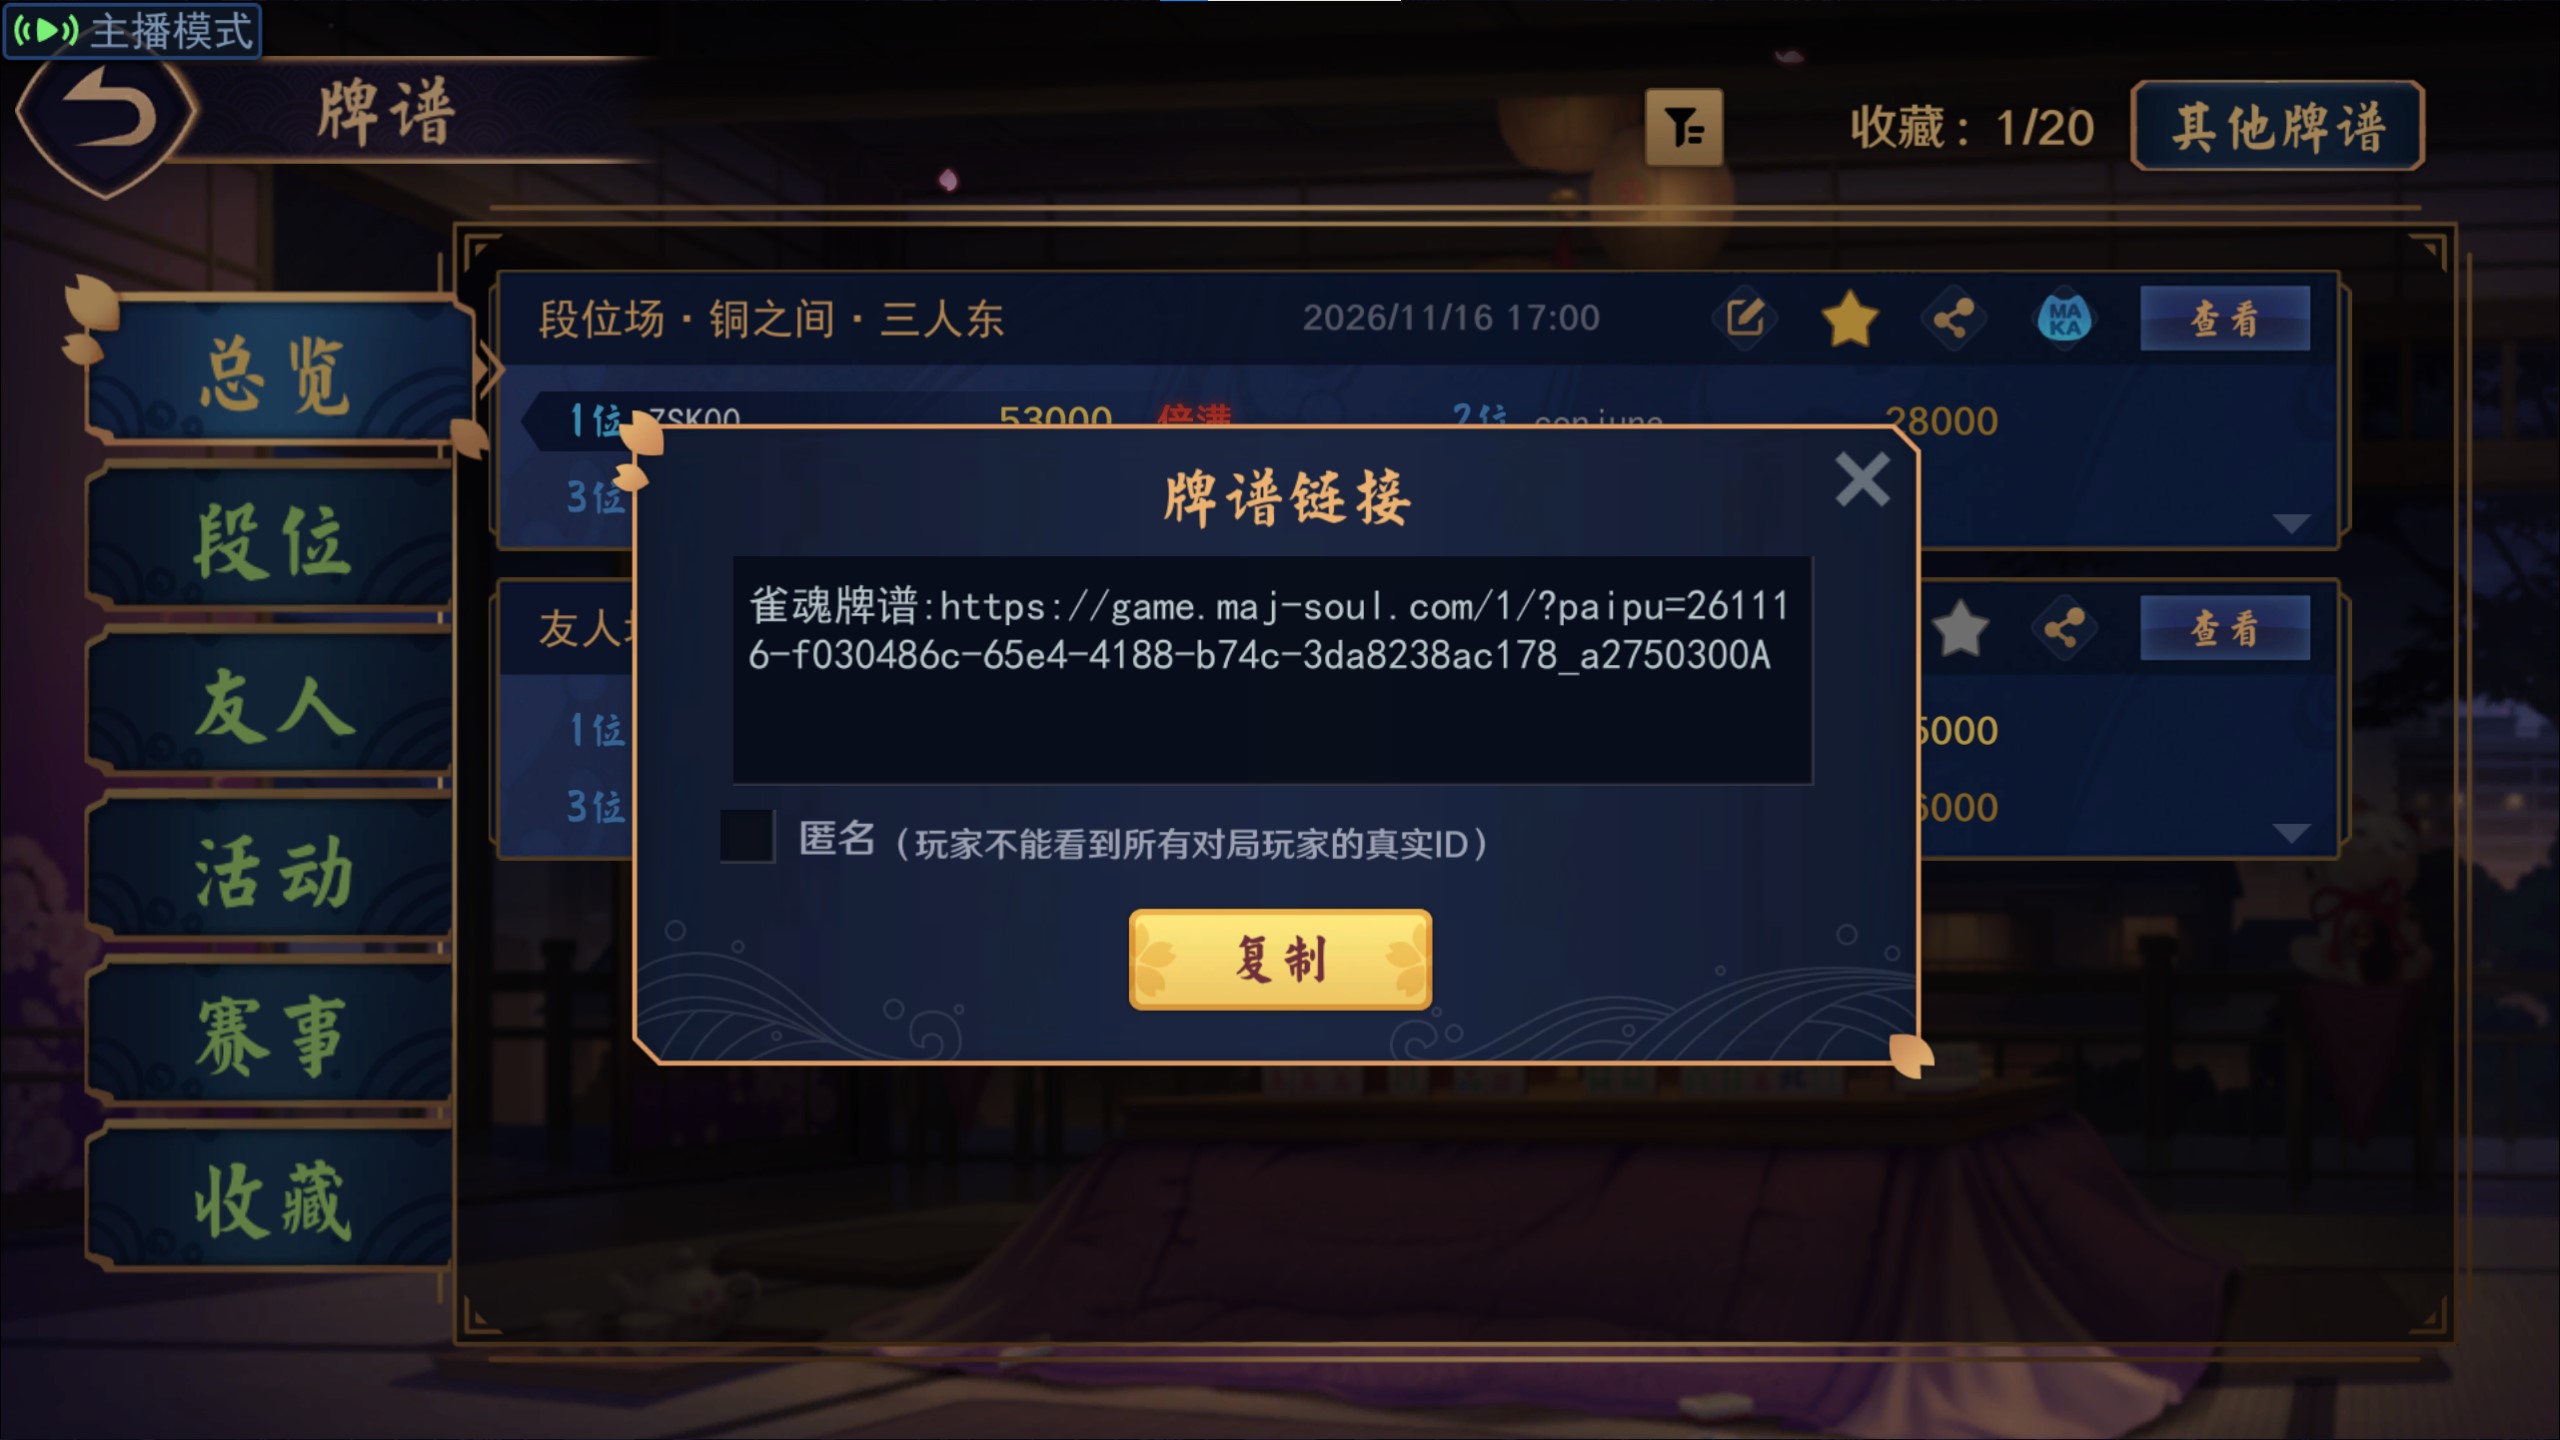 主播模式
牌谱
收藏：1/20
其他牌谱
总览
段位
友人
活动
赛事
收藏
段位场·铜之间·三人东
2026/11/16 17:00
MAKA
查看
1位 ZSK00 53000 倍满 2位 28000
3位
友人
查看
1位
3位
牌谱链接
雀魂牌谱:https://game.maj-soul.com/1/?paipu=26111
6-f030486c-65e4-4188-b74c-3da8238ac178_a2750300A
匿名（玩家不能看到所有对局玩家的真实ID）
复制